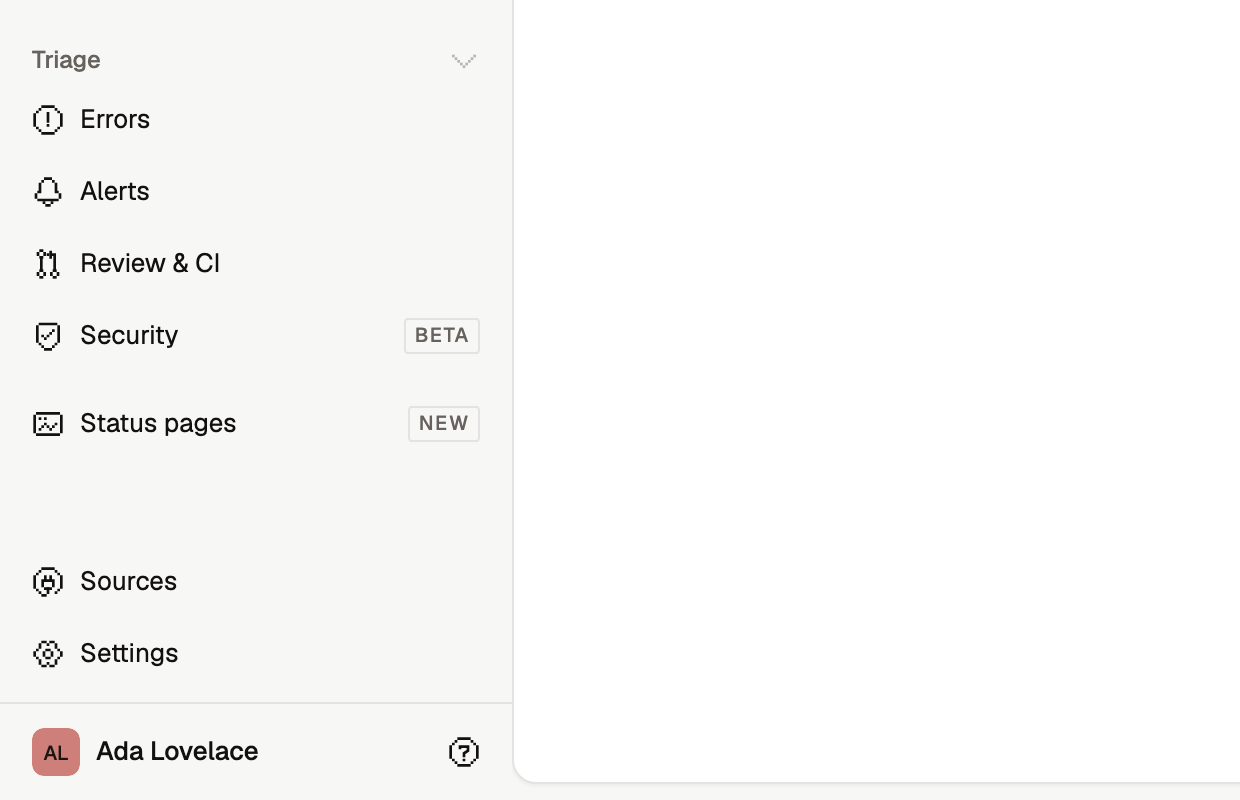 Triage
Errors
Alerts
Review & CI
Security BETA
Status pages NEW
Sources
Settings
AL Ada Lovelace